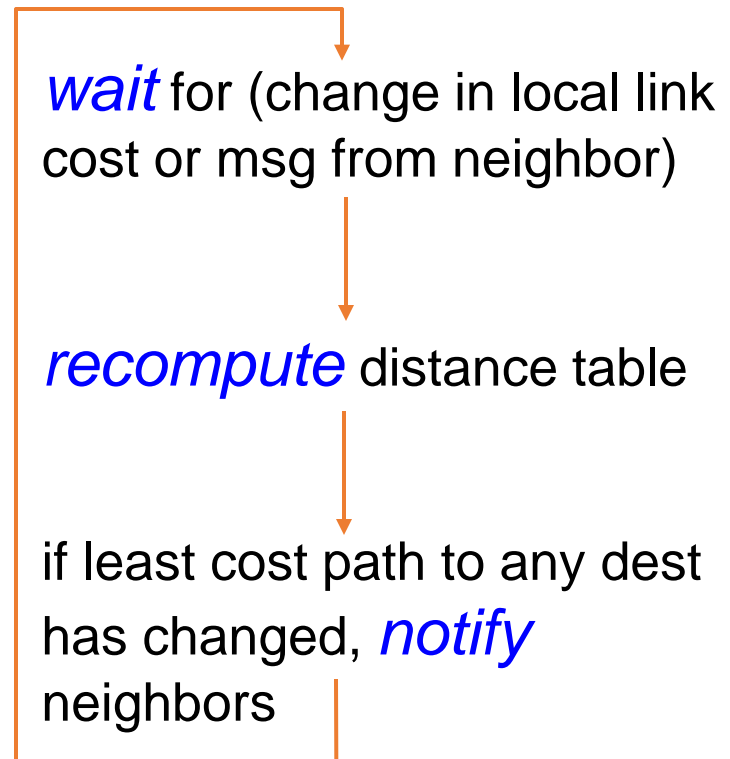 wait for (change in local link
cost or msg from neighbor)
recompute distance table
if least cost path to any dest
has changed, notify
neighbors